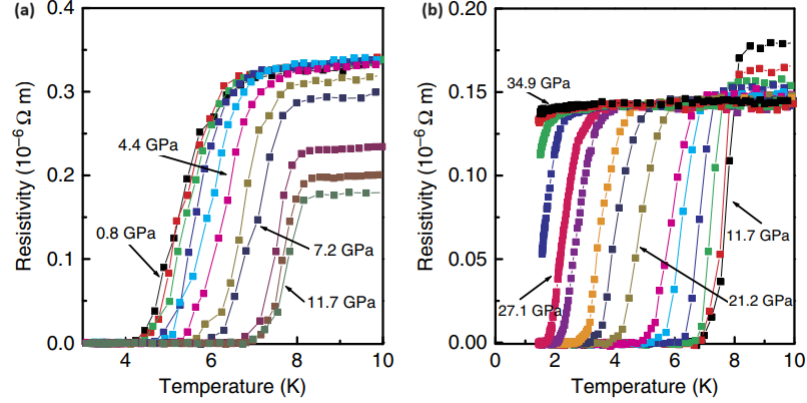 (a)
0.4
0.3
0.2
0.1
0.0
Resistivity (10⁻⁶ Ω m)
4.4 GPa
0.8 GPa
7.2 GPa
11.7 GPa
4 6 8 10
Temperature (K)
(b)
0.20
0.15
0.10
0.07
0.00
Resistivity (10⁻⁶ Ω m)
34.9 GPa
11.7 GPa
27.1 GPa
21.2 GPa
0 2 4 6 8 10
Temperature (K)